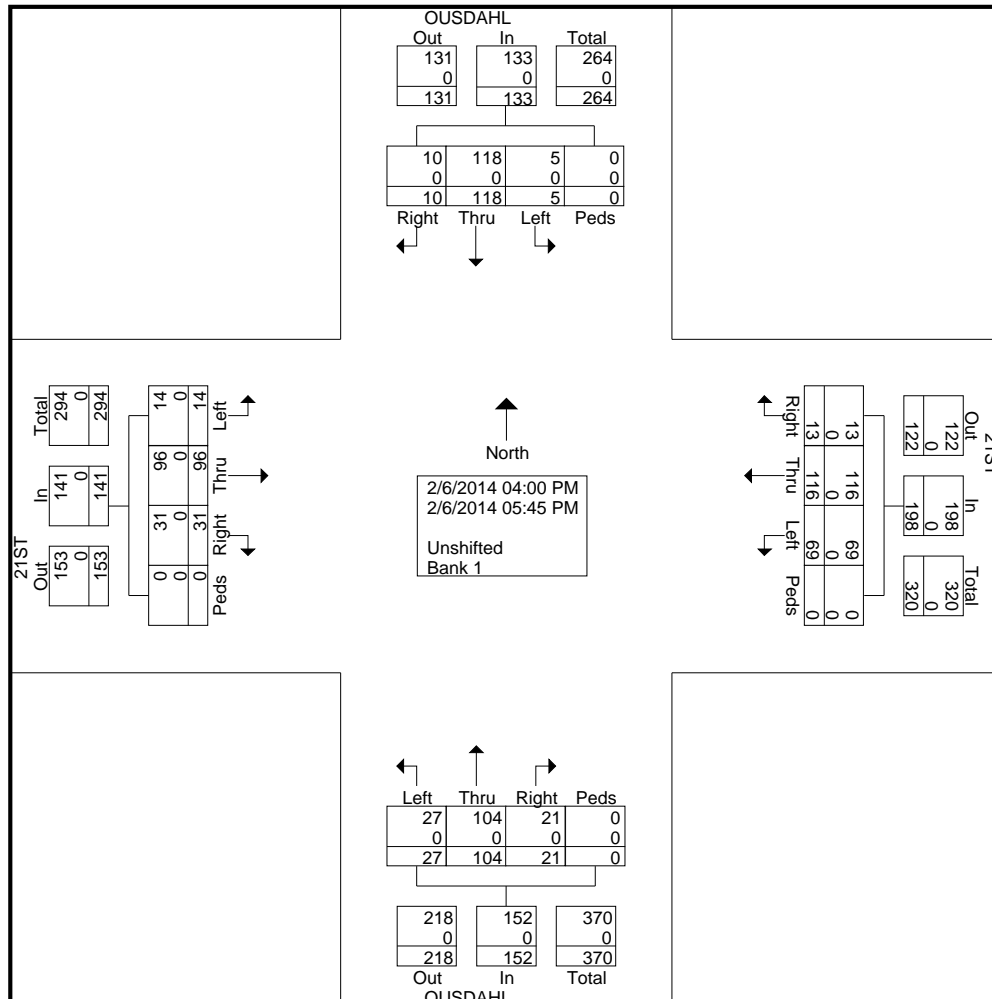 OUSDAHL
Out In Total
131 133 264
0 0 0
131 133 264
10 118 5 0
0 0 0 0
10 118 5 0
Right Thru Left Peds
Total In Out
294 141 153
0 0 0
294 141 153
21ST
14 96 31 0
0 0 0 0
14 96 31 0
Left Thru Right Peds
North
2/6/2014 04:00 PM
2/6/2014 05:45 PM
Unshifted
Bank 1
Right Thru Left Peds
13 116 69 0
0 0 0 0
13 116 69 0
21ST
Out In Total
122 198 320
0 0 0
122 198 320
Left Thru Right Peds
27 104 21 0
0 0 0 0
27 104 21 0
218 152 370
0 0 0
218 152 370
Out In Total
OUSDAHL